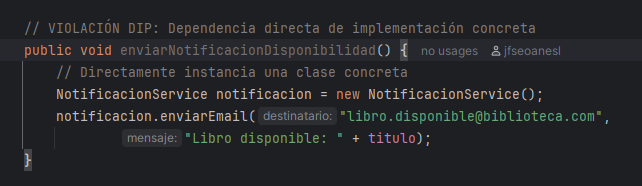 // VIOLACIÓN DIP: Dependencia directa de implementación concreta
public void enviarNotificacionDisponibilidad() { no usages jfseoanesl
// Directamente instancia una clase concreta
NotificacionService notificacion = new NotificacionService();
notificacion.enviarEmail( destinatario: "libro.disponible@biblioteca.com",
mensaje: "Libro disponible: " + titulo);
}